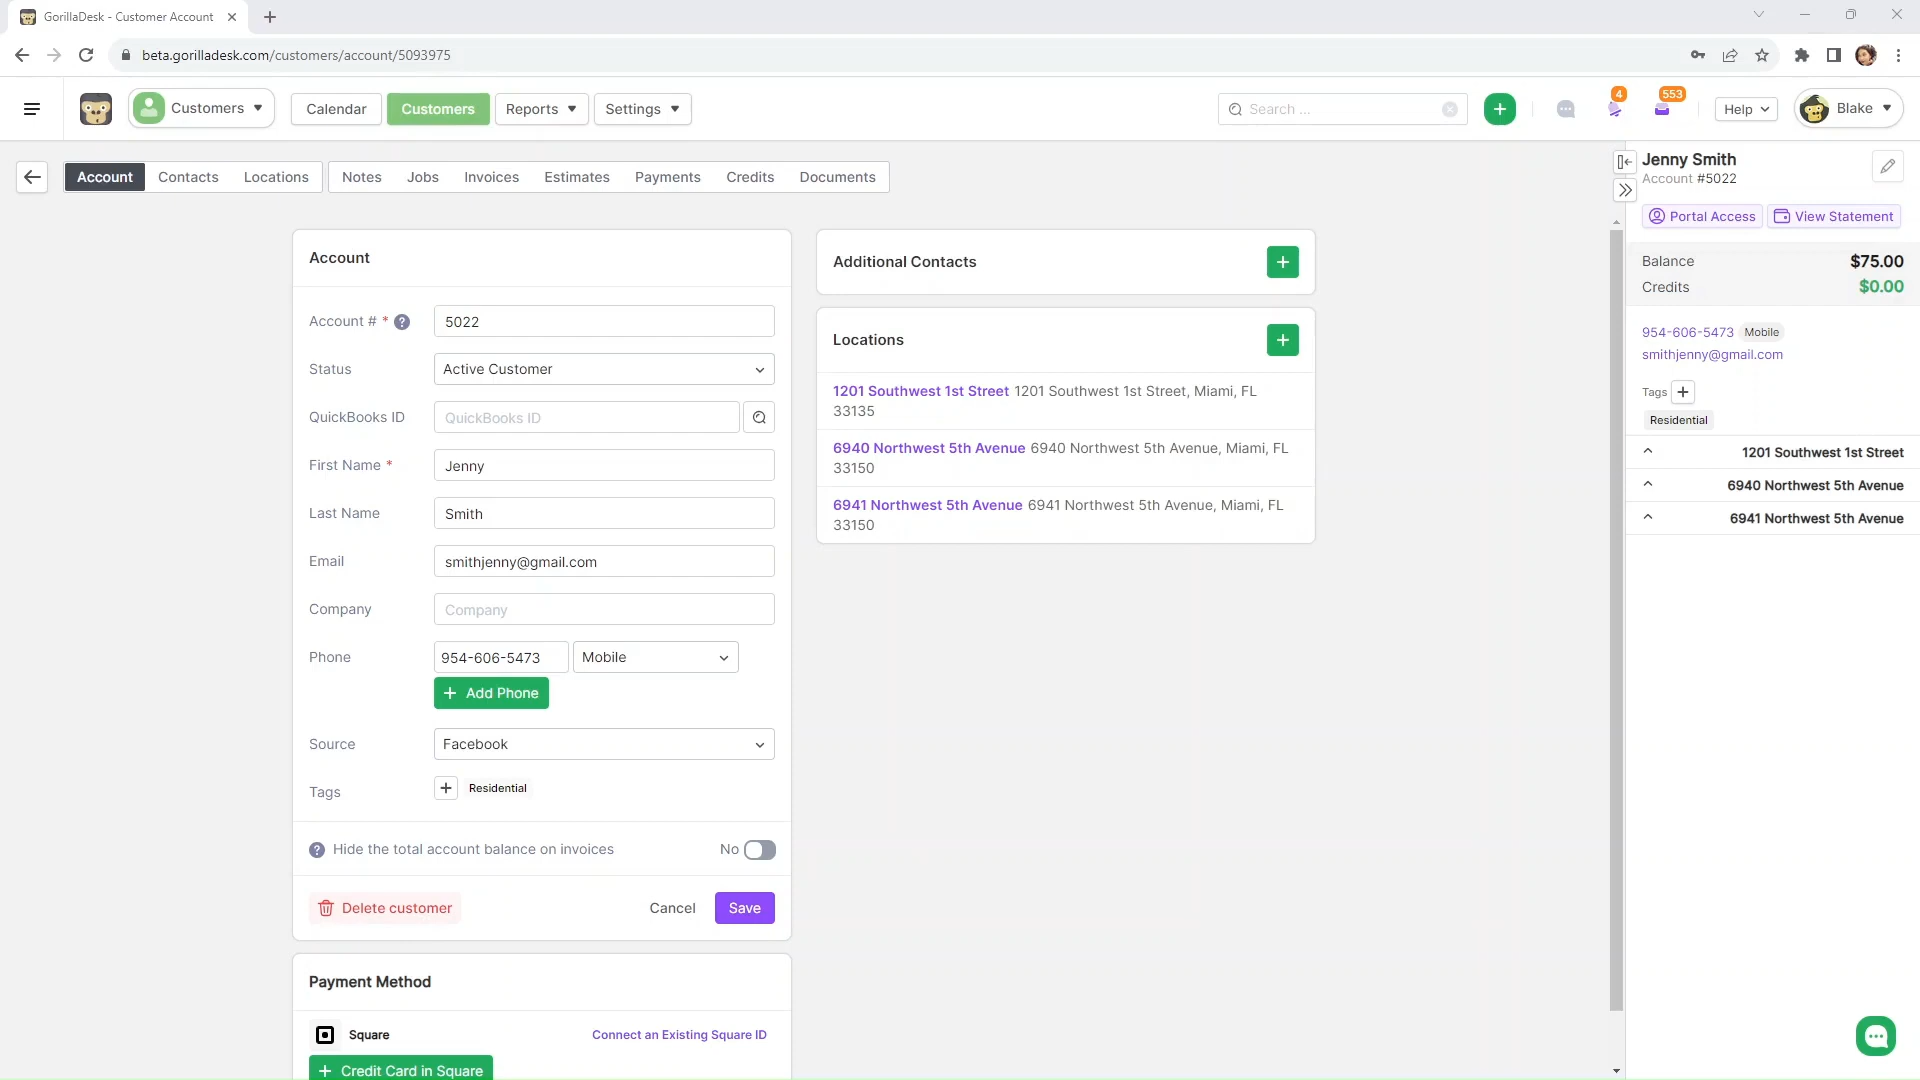 GorillaDesk - Customer Account
beta.gorilladesk.com/customers/account/5093975
Customers
Calendar
Customers
Reports
Settings
Search ...
4
553
Help
Blake
Account
Contacts
Locations
Notes
Jobs
Invoices
Estimates
Payments
Credits
Documents
Account
Account # *
5022
Status
Active Customer
QuickBooks ID
QuickBooks ID
First Name *
Jenny
Last Name
Smith
Email
smithjenny@gmail.com
Company
Company
Phone
954-606-5473
Mobile
+ Add Phone
Source
Facebook
Tags
+ Residential
Hide the total account balance on invoices
No
Delete customer
Cancel
Save
Payment Method
Square
Connect an Existing Square ID
+ Credit Card in Square
Additional Contacts
Locations
1201 Southwest 1st Street 1201 Southwest 1st Street, Miami, FL
33135
6940 Northwest 5th Avenue 6940 Northwest 5th Avenue, Miami, FL
33150
6941 Northwest 5th Avenue 6941 Northwest 5th Avenue, Miami, FL
33150
Jenny Smith
Account #5022
Portal Access
View Statement
Balance
$75.00
Credits
$0.00
954-606-5473 Mobile
smithjenny@gmail.com
Tags +
Residential
1201 Southwest 1st Street
6940 Northwest 5th Avenue
6941 Northwest 5th Avenue